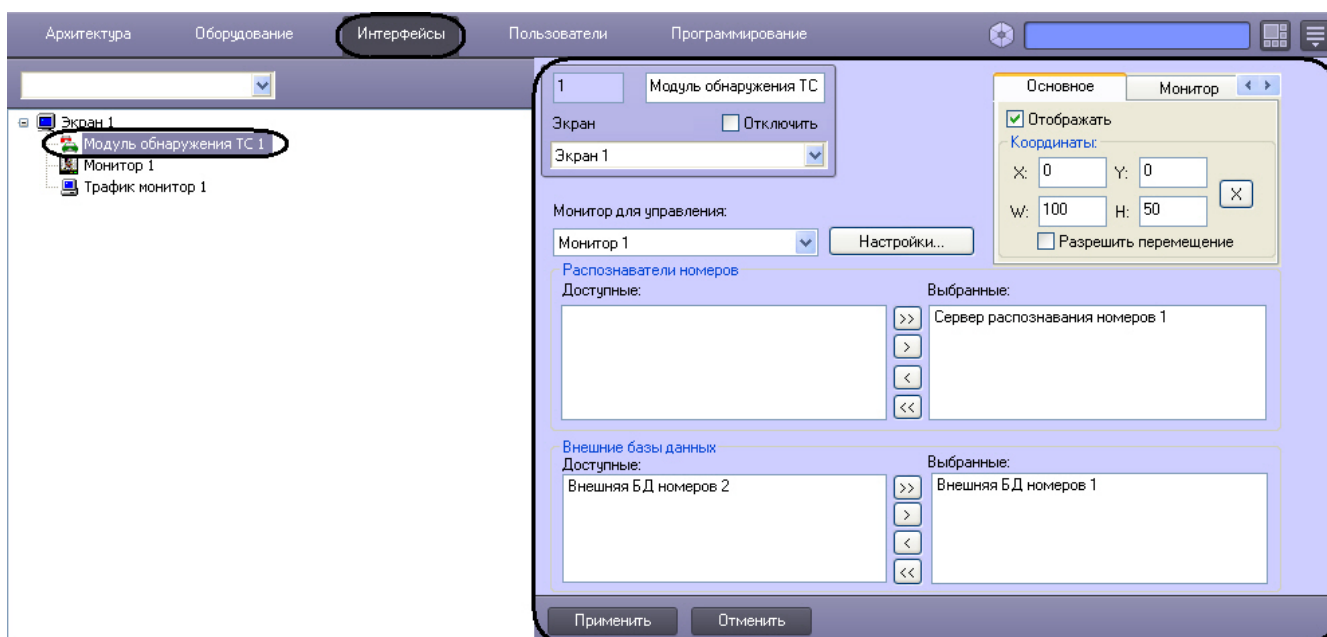 Архитектура Оборудование Интерфейсы Пользователи Программирование
Экран 1
Модуль обнаружения ТС 1
Монитор 1
Трафик монитор 1
1 Модуль обнаружения ТС
Экран Отключить
Экран 1
Основное Монитор
Отображать
Координаты:
X: 0 Y: 0
X
W: 100 H: 50
Разрешить перемещение
Монитор для управления:
Монитор 1 Настройки...
Распознаватели номеров
Доступные: Выбранные:
Сервер распознавания номеров 1
>>
>
<
<<
Внешние базы данных
Доступные: Выбранные:
Внешняя БД номеров 2 >> Внешняя БД номеров 1
>
<
<<
Применить Отменить